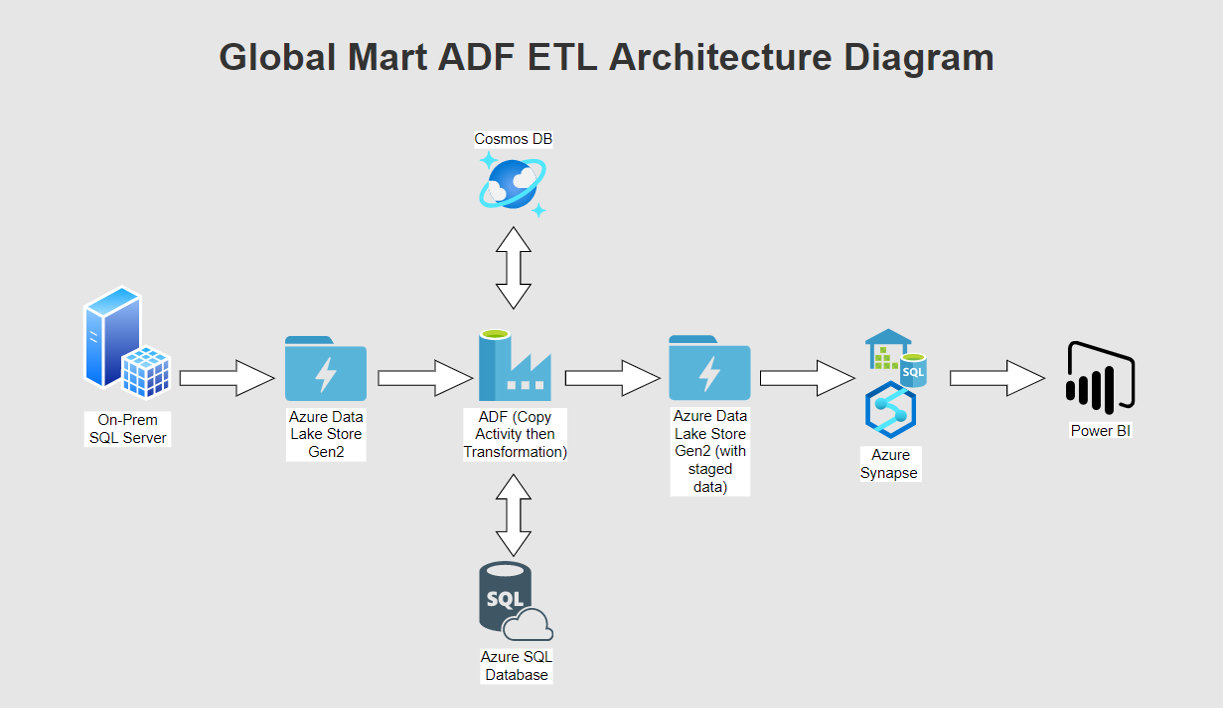 Global Mart ADF ETL Architecture Diagram
Cosmos DB
On-Prem
SQL Server
Azure Data
Lake Store
Gen2
ADF (Copy
Activity then
Transformation)
Azure Data
Lake Store
Gen2 (with
staged
data)
SQL
Azure
Synapse
Power BI
SQL
Azure SQL
Database